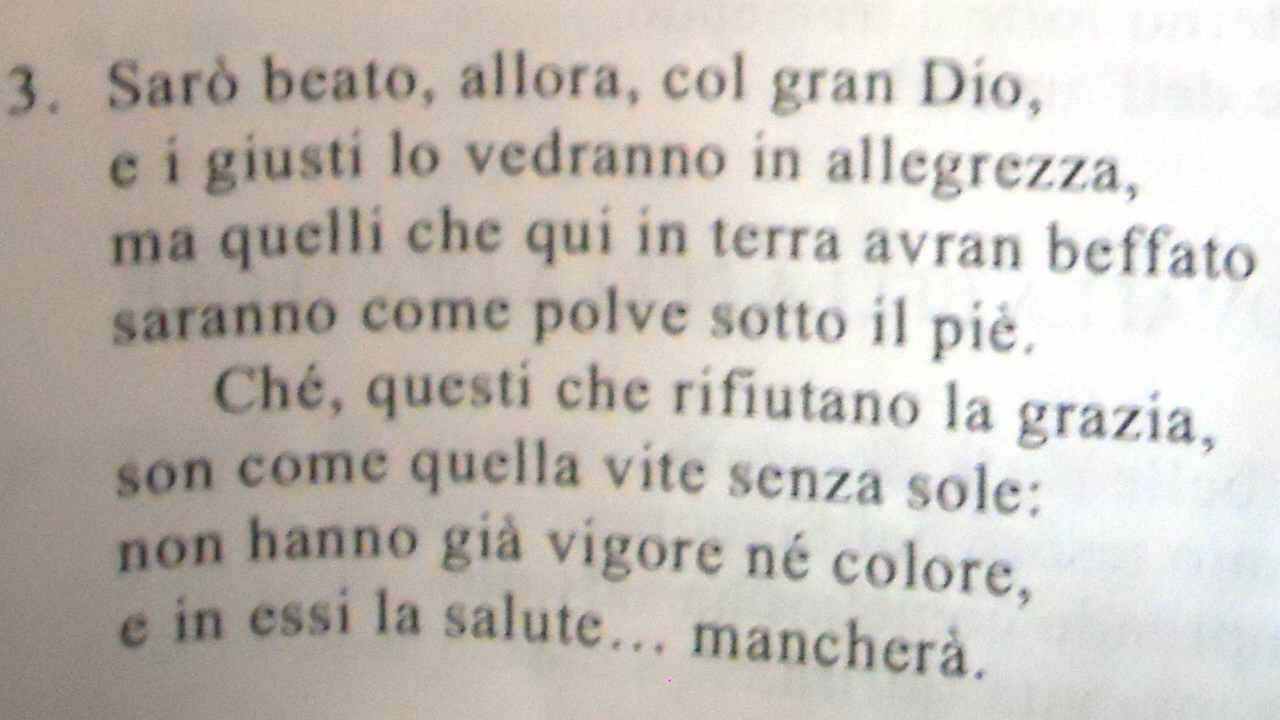 3. Sarò beato, allora, col gran Dio,
e i giusti lo vedranno in allegrezza,
ma quelli che qui in terra avran beffato
saranno come polve sotto il piè.
Ché, questi che rifiutano la grazia,
son come quella vite senza sole:
non hanno già vigore né colore,
e in essi la salute... mancherà.